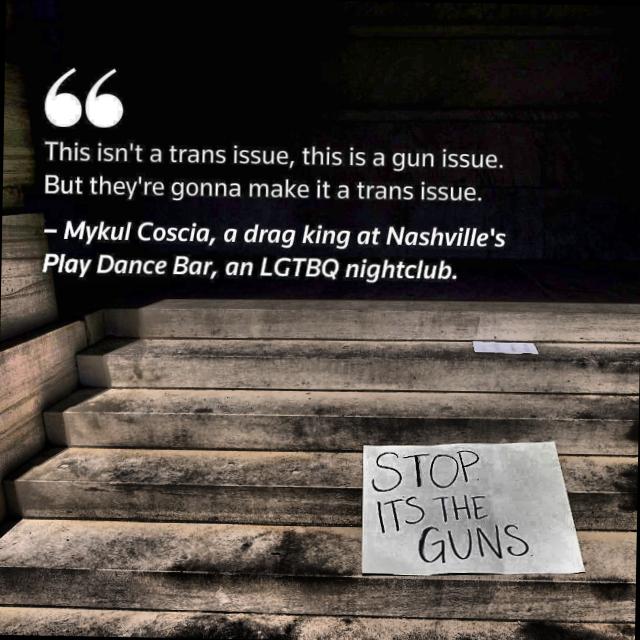 “
This isn't a trans issue, this is a gun issue.
But they're gonna make it a trans issue.
– Mykul Coscia, a drag king at Nashville's
Play Dance Bar, an LGTBQ nightclub.
STOP.
ITS THE
GUNS.